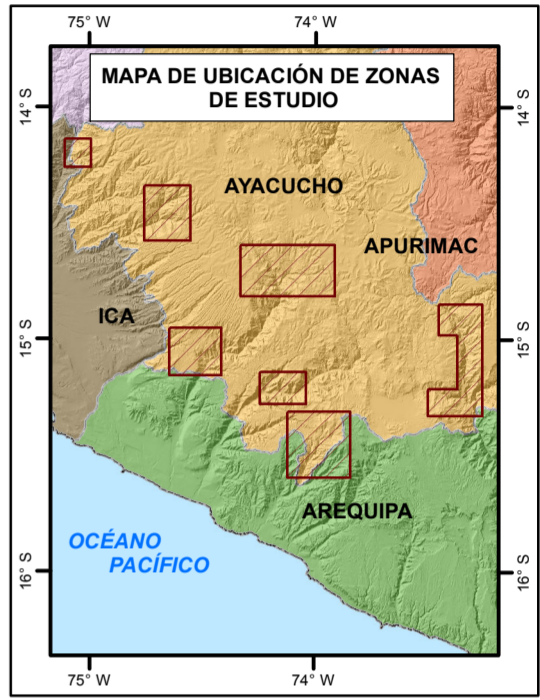 75° W 74° W
MAPA DE UBICACIÓN DE ZONAS
DE ESTUDIO
14° S 14° S
AYACUCHO
APURIMAC
ICA
15° S 15° S
AREQUIPA
OCÉANO
PACÍFICO
16° S 16° S
75° W 74° W